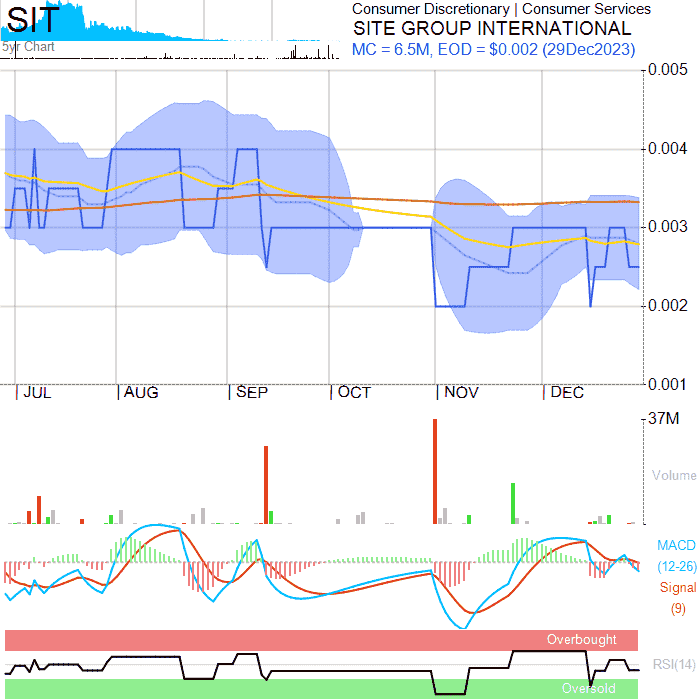 SIT
Consumer Discretionary | Consumer Services
SITE GROUP INTERNATIONAL
MC = 6.5M, EOD = $0.002 (29Dec2023)
5yr Chart
0.005
0.004
0.003
0.002
0.001
JUL AUG SEP OCT NOV DEC
37M
Volume
MACD
(12-26)
Signal
(9)
Overbought
RSI(14)
Oversold